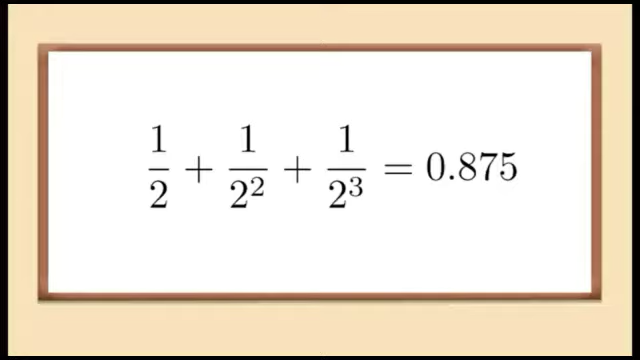 1/2 + 1/2² + 1/2³ = 0.875